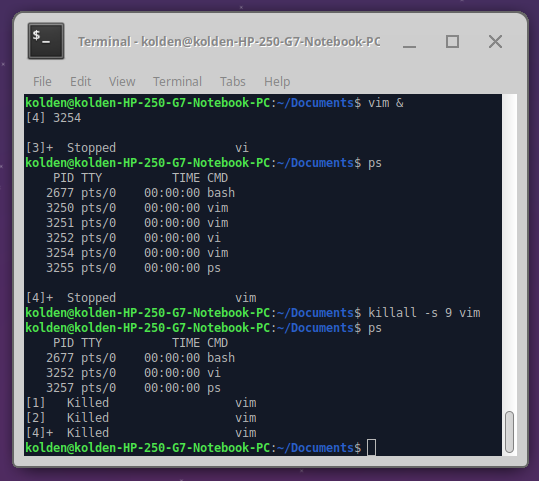 $_
Terminal - kolden@kolden-HP-250-G7-Notebook-PC
File Edit View Terminal Tabs Help
kolden@kolden-HP-250-G7-Notebook-PC:~/Documents$ vim &
[4] 3254
[3]+  Stopped                 vi
kolden@kolden-HP-250-G7-Notebook-PC:~/Documents$ ps
    PID TTY          TIME CMD
   2677 pts/0    00:00:00 bash
   3250 pts/0    00:00:00 vim
   3251 pts/0    00:00:00 vim
   3252 pts/0    00:00:00 vi
   3254 pts/0    00:00:00 vim
   3255 pts/0    00:00:00 ps
[4]+  Stopped                 vim
kolden@kolden-HP-250-G7-Notebook-PC:~/Documents$ killall -s 9 vim
kolden@kolden-HP-250-G7-Notebook-PC:~/Documents$ ps
    PID TTY          TIME CMD
   2677 pts/0    00:00:00 bash
   3252 pts/0    00:00:00 vi
   3257 pts/0    00:00:00 ps
[1]   Killed                  vim
[2]   Killed                  vim
[4]+  Killed                  vim
kolden@kolden-HP-250-G7-Notebook-PC:~/Documents$